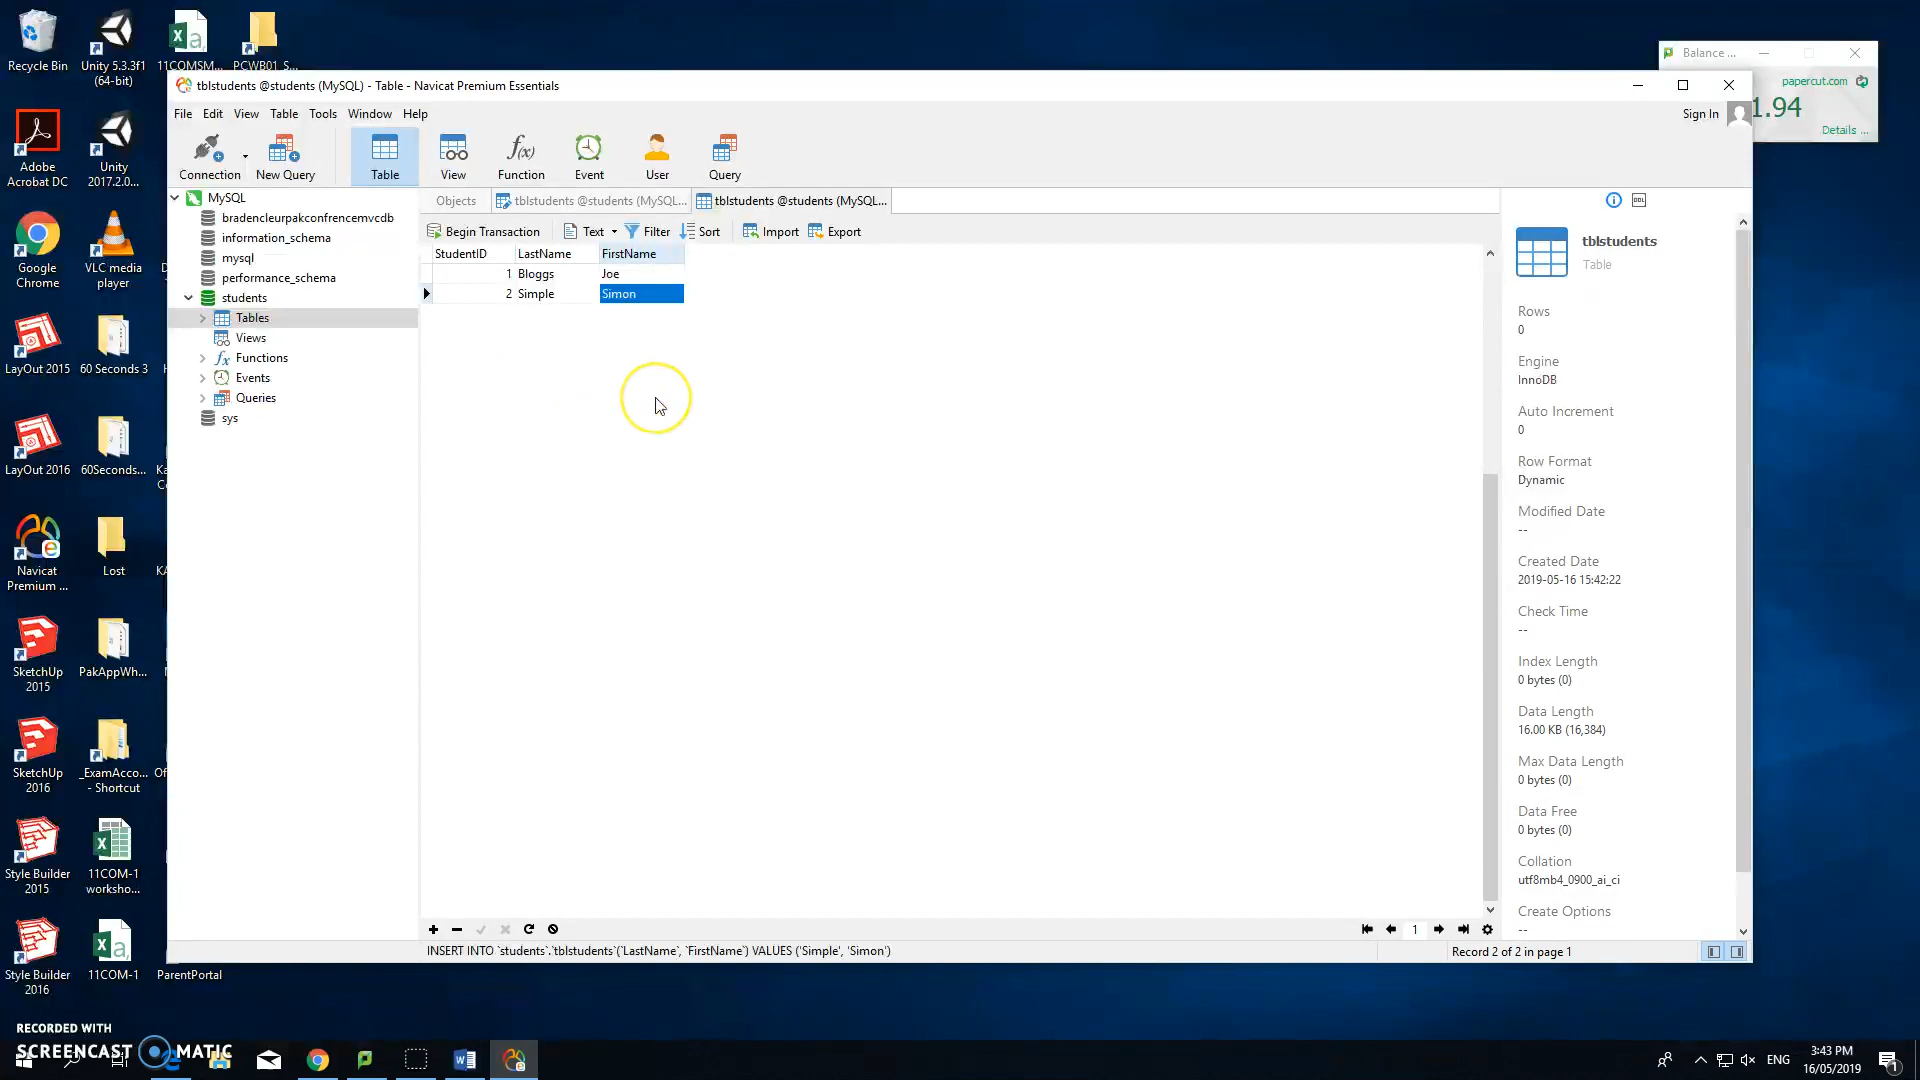 Recycle Bin
Unity 5.3.3f1
(64-bit)
11COMSM...
PCWB01_S...
Adobe
Acrobat DC
Unity
2017.2.0...
Google
Chrome
VLC media
player
LayOut 2015
60 Seconds 3
LayOut 2016
60Seconds...
Navicat
Premium ...
Lost
SketchUp
2015
PakAppWh...
SketchUp
2016
_ExamAcco...
- Shortcut
Style Builder
2015
11COM-1
worksho...
Style Builder
2016
11COM-1
ParentPortal
Balance ...
papercut.com
1.94
Details ...
tblstudents @students (MySQL) - Table - Navicat Premium Essentials
File Edit View Table Tools Window Help
Sign In
Connection New Query Table View Function Event User Query
MySQL
bradencleurpakconfrencemvcdb
information_schema
mysql
performance_schema
students
Tables
Views
Functions
Events
Queries
sys
Objects tblstudents @students (MySQL... tblstudents @students (MySQL...
Begin Transaction Text Filter Sort Import Export
StudentID LastName FirstName
1 Bloggs Joe
2 Simple Simon
tblstudents
Table
Rows
0
Engine
InnoDB
Auto Increment
0
Row Format
Dynamic
Modified Date
--
Created Date
2019-05-16 15:42:22
Check Time
--
Index Length
0 bytes (0)
Data Length
16.00 KB (16,384)
Max Data Length
0 bytes (0)
Data Free
0 bytes (0)
Collation
utf8mb4_0900_ai_ci
Create Options
--
1
INSERT INTO `students`.`tblstudents`(`LastName`, `FirstName`) VALUES ('Simple', 'Simon')
Record 2 of 2 in page 1
RECORDED WITH
SCREENCAST MATIC
ENG
3:43 PM
16/05/2019
1